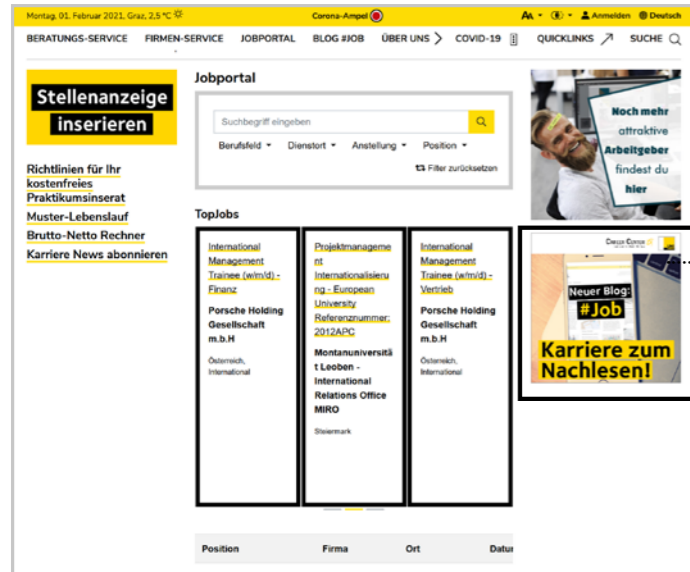 Montag, 01. Februar 2021, Graz, 2,5 °C
Corona-Ampel
Anmelden
Deutsch
BERATUNGS-SERVICE
FIRMEN-SERVICE
JOBPORTAL
BLOG #JOB
ÜBER UNS
COVID-19
QUICKLINKS
SUCHE
Stellenanzeige
inserieren
Richtlinien für Ihr
kostenfreies
Praktikumsinserat
Muster-Lebenslauf
Brutto-Netto Rechner
Karriere News abonnieren
Jobportal
Suchbegriff eingeben
Berufsfeld
Dienstort
Anstellung
Position
Filter zurücksetzen
TopJobs
International
Management
Trainee (w/m/d) -
Finanz
Porsche Holding
Gesellschaft
m.b.H
Österreich,
International
Projektmanageme
nt
Internationalisieru
ng - European
University
Referenznummer:
2012APC
Montanuniversitä
t Leoben -
International
Relations Office
MIRO
Steiermark
International
Management
Trainee (w/m/d) -
Vertrieb
Porsche Holding
Gesellschaft
m.b.H
Österreich,
International
Position
Firma
Ort
Datum
Noch mehr
attraktive
Arbeitgeber
findest du
hier
CAREER CENTER
Neuer Blog:
#Job
Karriere zum
Nachlesen!